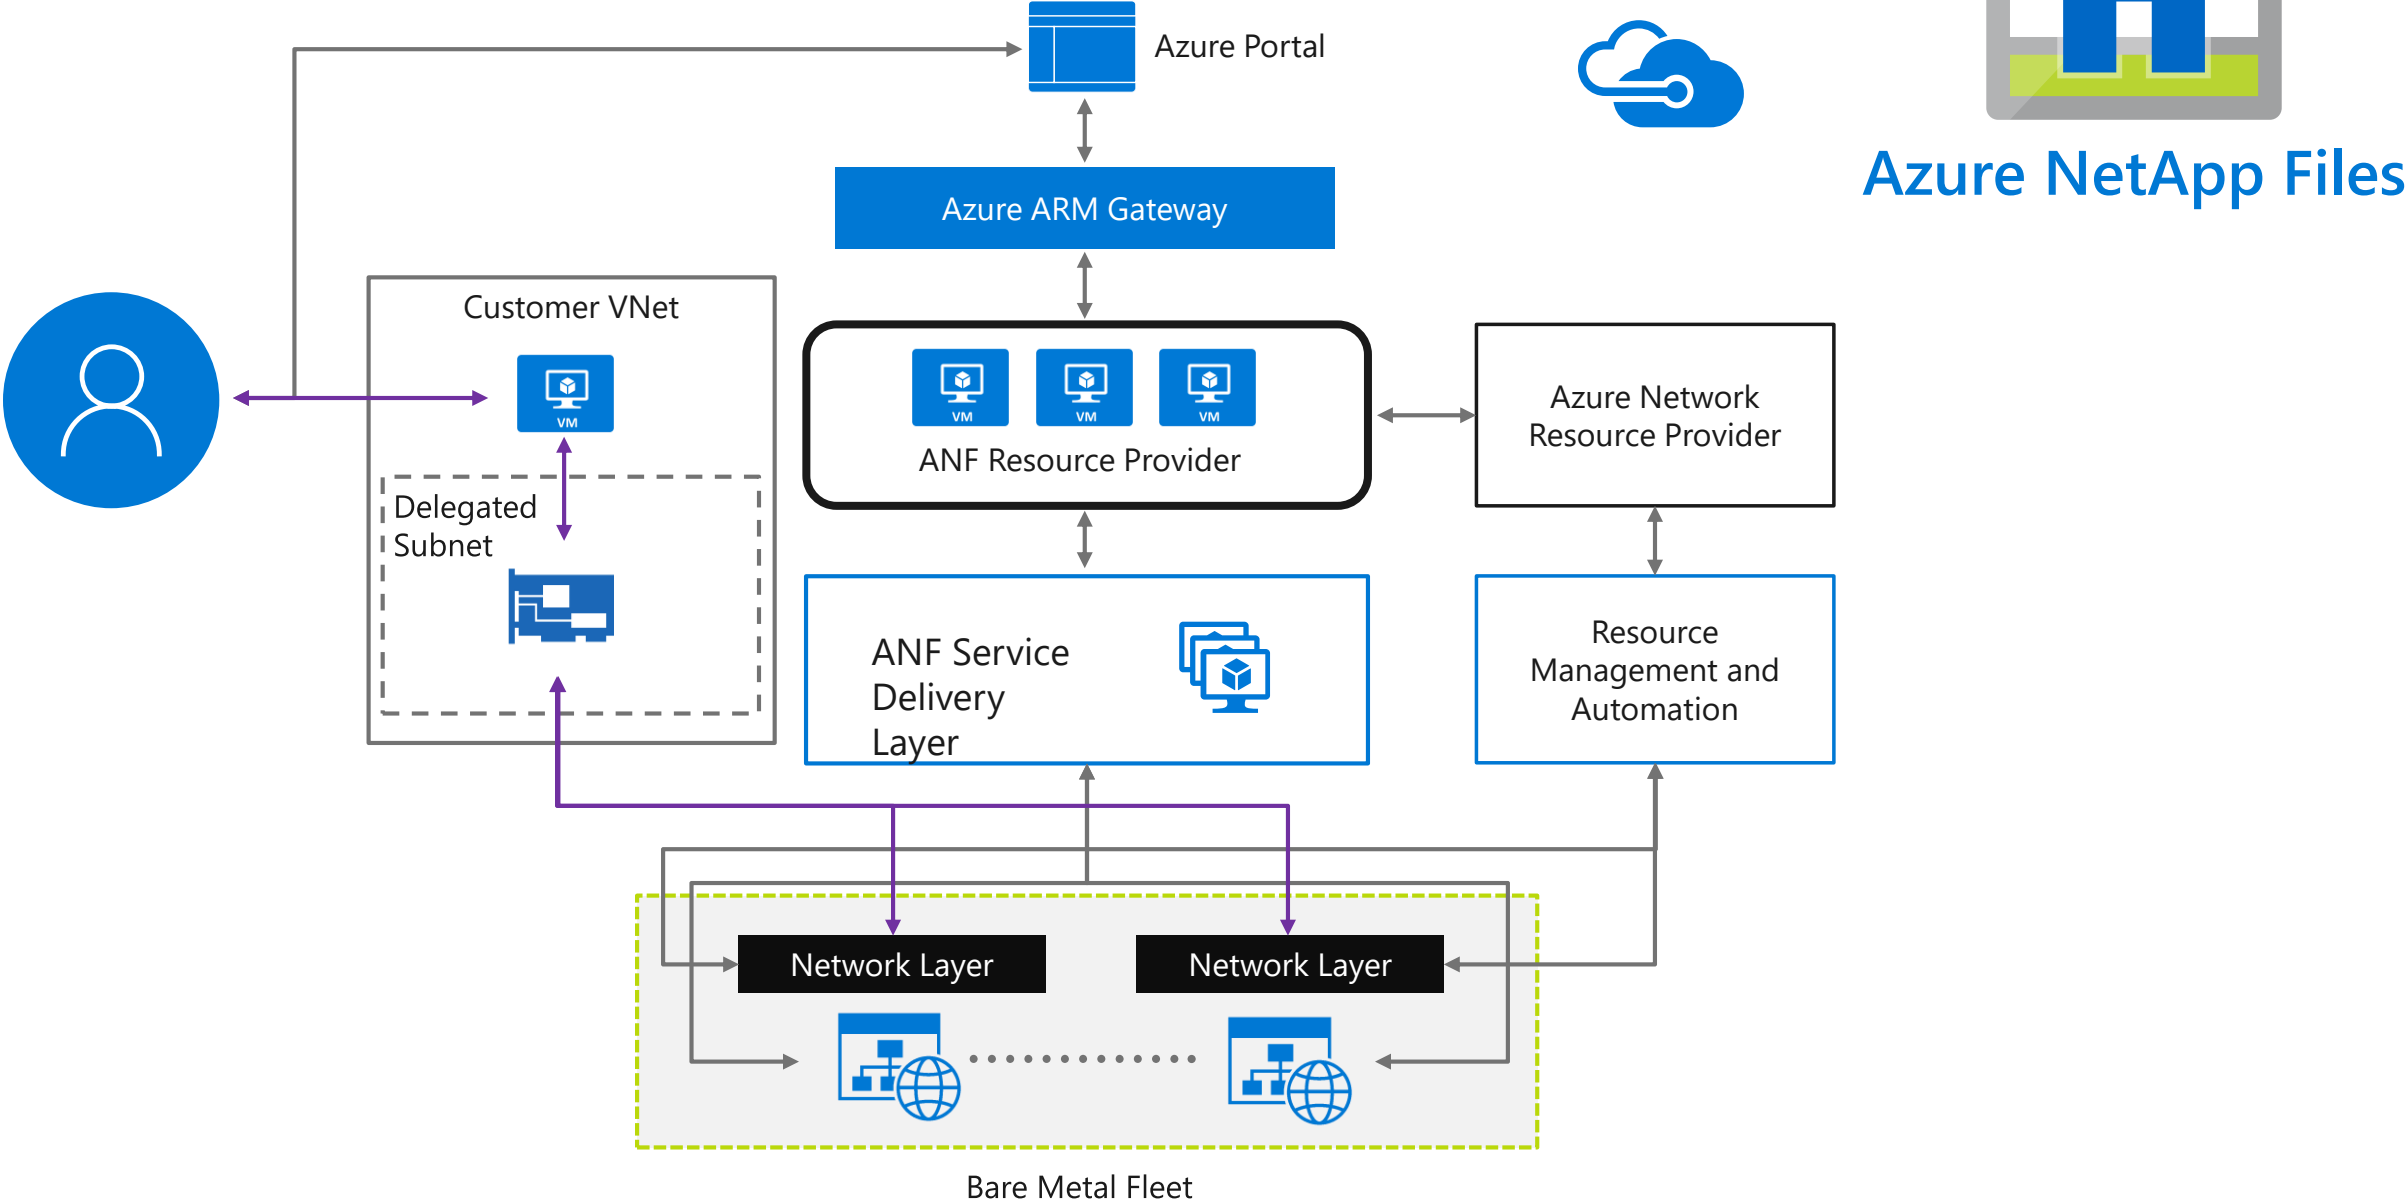 Azure Portal
Azure NetApp Files
Azure ARM Gateway
Customer VNet
VM
VM
VM
VM
ANF Resource Provider
Azure Network
Resource Provider
Delegated
Subnet
ANF Service
Delivery
Layer
Resource
Management and
Automation
Network Layer
Network Layer
Bare Metal Fleet